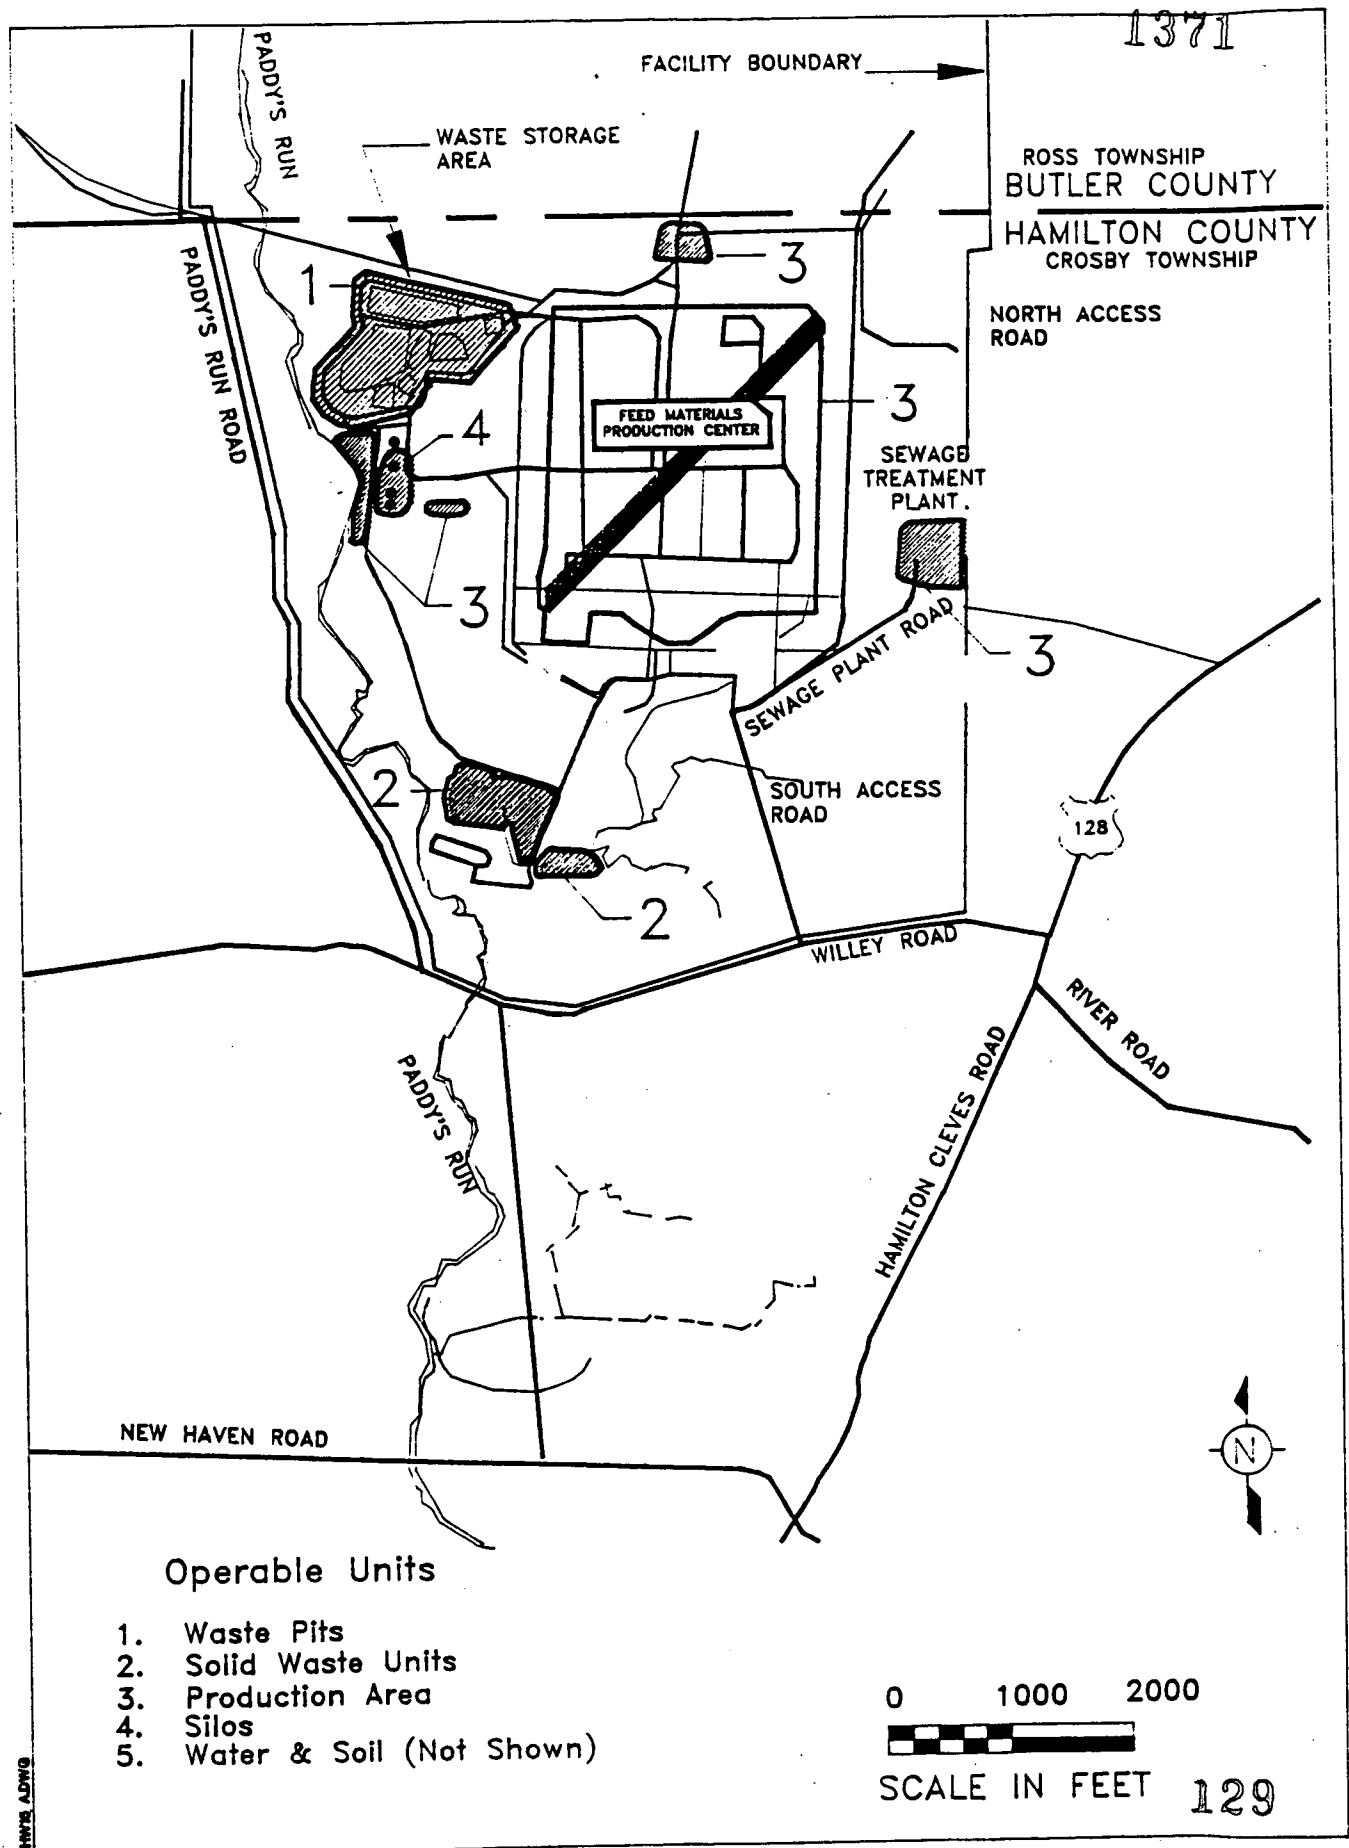 1371
FACILITY BOUNDARY
PADDY'S RUN
WASTE STORAGE
AREA
ROSS TOWNSHIP
BUTLER COUNTY
HAMILTON COUNTY
CROSBY TOWNSHIP
3
1
PADDY'S RUN ROAD
NORTH ACCESS
ROAD
3
FEED MATERIALS
PRODUCTION CENTER
4
SEWAGE
TREATMENT
PLANT.
3
SEWAGE PLANT ROAD
3
2
SOUTH ACCESS
ROAD
128
2
WILLEY ROAD
RIVER ROAD
HAMILTON CLEVES ROAD
PADDY'S RUN
NEW HAVEN ROAD
N
Operable Units
1. Waste Pits
2. Solid Waste Units
3. Production Area
4. Silos
5. Water & Soil (Not Shown)
0 1000 2000
SCALE IN FEET
129